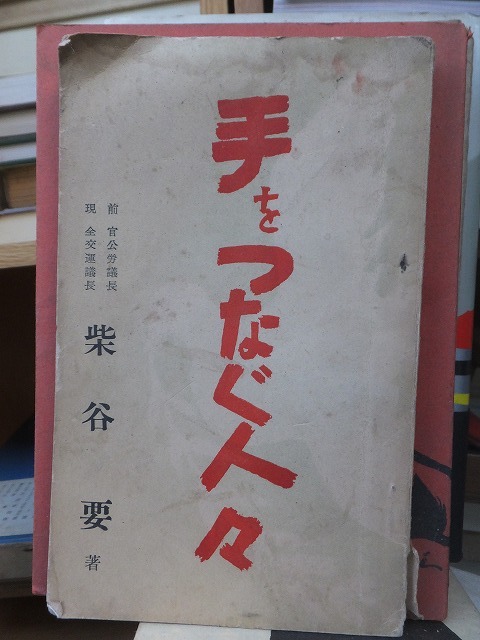 手をつなぐ人々
前 官公労議長
現 全交運議長
柴谷要著